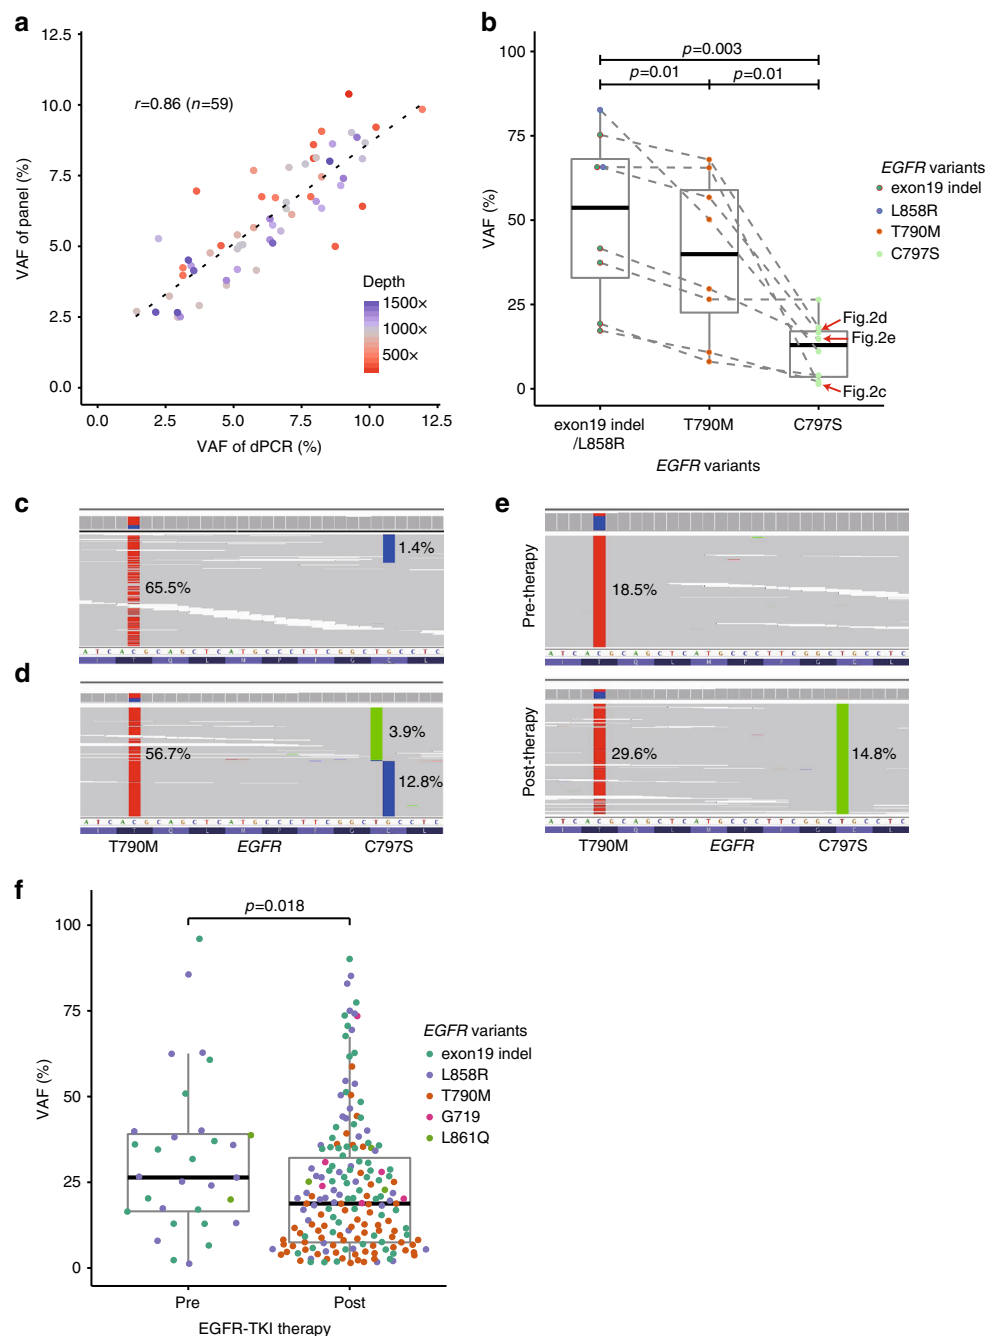 a
12.5
10.0
7.5
5.0
2.5
0.0
VAF of panel (%)
r=0.86 (n=59)
Depth
1500×
1000×
500×
0.0 2.5 5.0 7.5 10.0 12.5
VAF of dPCR (%)
b
100
75
50
25
0
VAF (%)
p=0.003
p=0.01 p=0.01
Fig.2d
Fig.2e
Fig.2c
EGFR variants
exon19 indel
L858R
T790M
C797S
exon19 indel T790M C797S
/L858R
EGFR variants
c
1.4%
65.5%
A T C A C G C A G C T C A T G C C C T T C G G C T G C C T C
I T Q L M P F G C L
d
3.9%
56.7%
12.8%
A T C A C G C A G C T C A T G C C C T T C G G C T G C C T C
I T Q L M P F G C L
T790M EGFR C797S
e
Pre-therapy
18.5%
A T C A C G C A G C T C A T G C C C T T C G G C T G C C T C
I T Q L M P F G C L
Post-therapy
29.6% 14.8%
A T C A C G C A G C T C A T G C C C T T C G G C T G C C T C
I T Q L M P F G C L
T790M EGFR C797S
f
100
75
50
25
0
VAF (%)
p=0.018
EGFR variants
exon19 indel
L858R
T790M
G719
L861Q
Pre Post
EGFR-TKI therapy